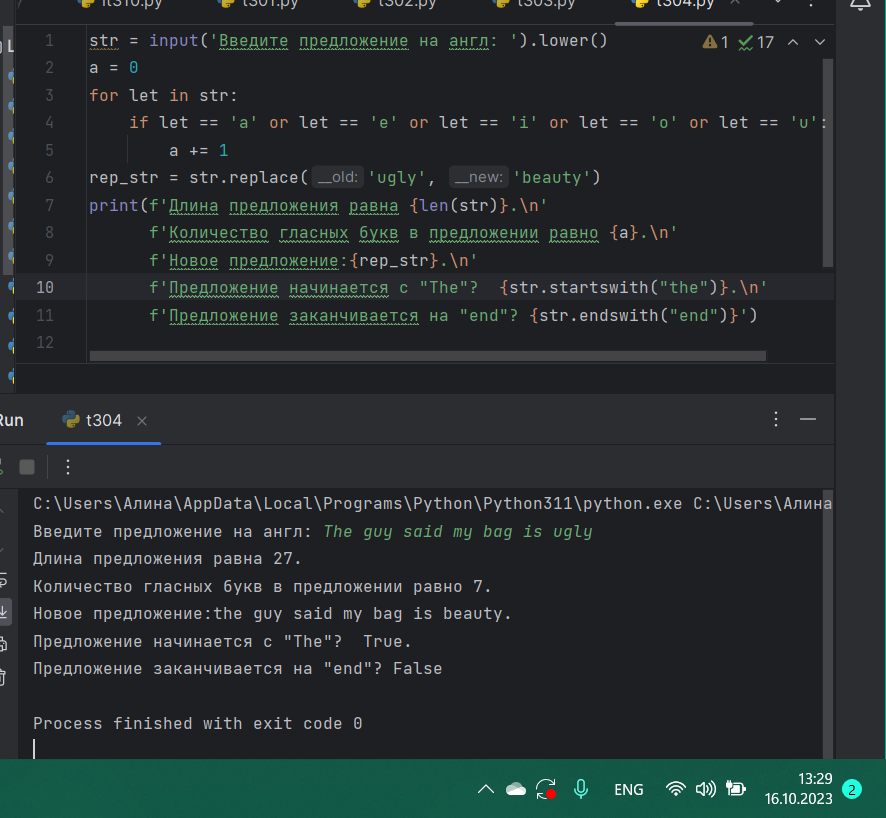 t301.py t302.py t303.py t304.py
1 str = input('Введите предложение на англ: ').lower()
1 17
2 a = 0
3 for let in str:
4 if let == 'a' or let == 'e' or let == 'i' or let == 'o' or let == 'u':
5 a += 1
6 rep_str = str.replace( __old: 'ugly', __new: 'beauty')
7 print(f'Длина предложения равна {len(str)}.\n'
8 f'Количество гласных букв в предложении равно {a}.\n'
9 f'Новое предложение:{rep_str}.\n'
10 f'Предложение начинается с "The"?  {str.startswith("the")}.\n'
11 f'Предложение заканчивается на "end"? {str.endswith("end")}')
12
Run t304
C:\Users\Алина\AppData\Local\Programs\Python\Python311\python.exe C:\Users\Алина
Введите предложение на англ: The guy said my bag is ugly
Длина предложения равна 27.
Количество гласных букв в предложении равно 7.
Новое предложение:the guy said my bag is beauty.
Предложение начинается с "The"?  True.
Предложение заканчивается на "end"? False
Process finished with exit code 0
ENG
13:29
16.10.2023
2